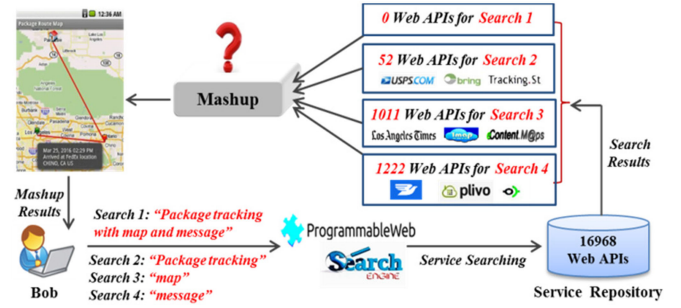 12:36 AM
Package Route Map
Mar 25, 2016 02:29 PM
Arrived at FedEx location
CHINO, CA US
Mashup
0 Web APIs for Search 1
52 Web APIs for Search 2
USPS.COM bring Tracking.St
1011 Web APIs for Search 3
Los Angeles Times Content.M@ps
1222 Web APIs for Search 4
plivo
Search
Results
Mashup
Results
Bob
Search 1: “Package tracking
with map and message”
Search 2: “Package tracking”
Search 3: “map”
Search 4: “message”
ProgrammableWeb
Search
ENGINE
Service Searching
16968
Web APIs
Service Repository